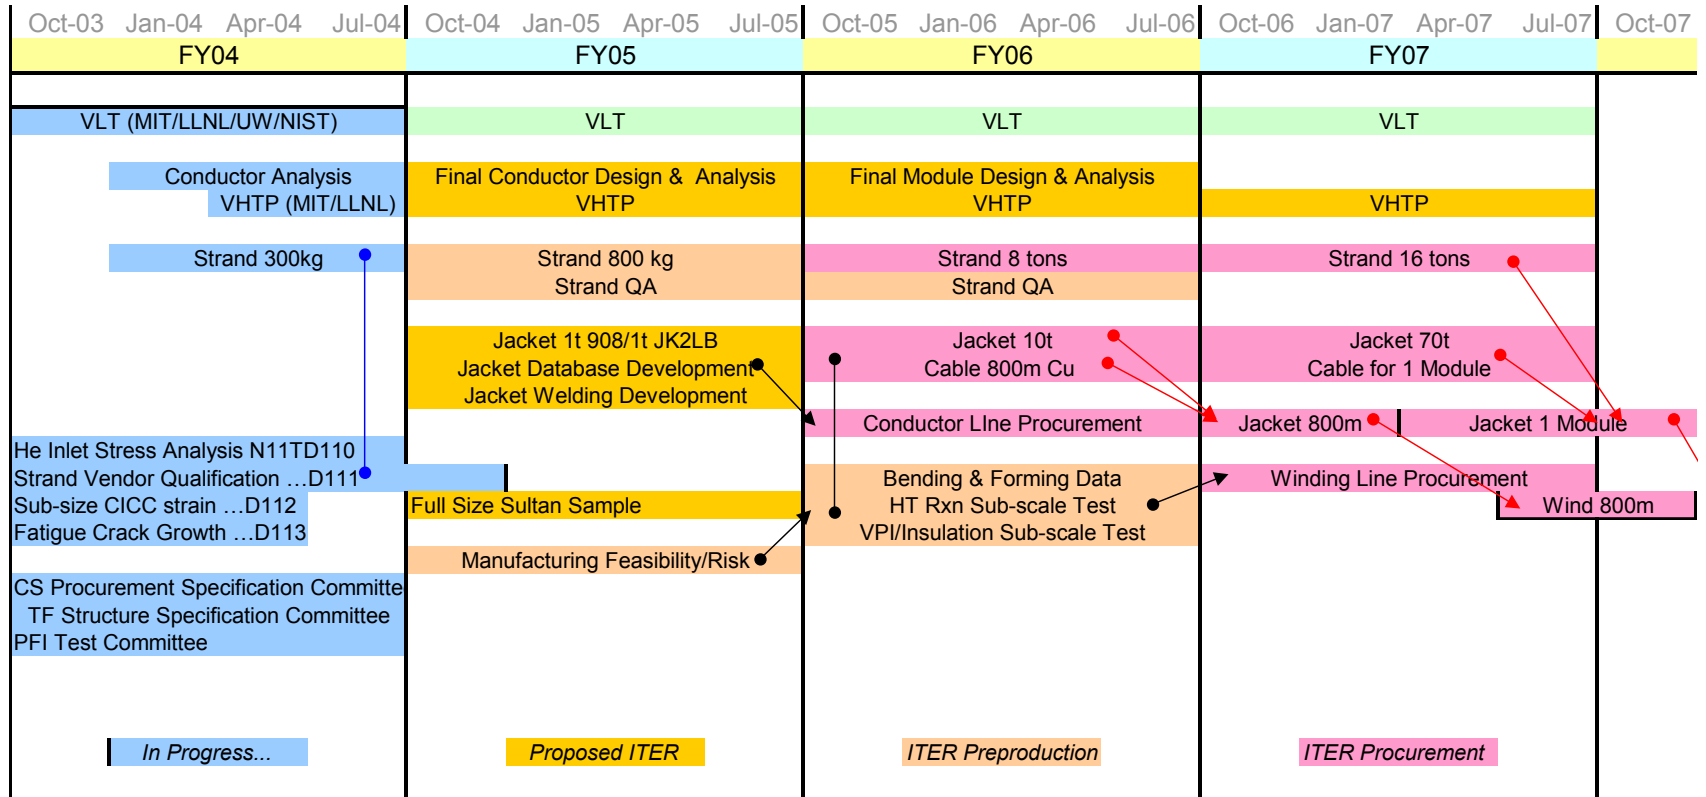 Oct-03 Jan-04 Apr-04 Jul-04 Oct-04 Jan-05 Apr-05 Jul-05 Oct-05 Jan-06 Apr-06 Jul-06 Oct-06 Jan-07 Apr-07 Jul-07 Oct-07
FY04 FY05 FY06 FY07
VLT (MIT/LLNL/UW/NIST) VLT VLT VLT
Conductor Analysis Final Conductor Design & Analysis Final Module Design & Analysis
VHTP (MIT/LLNL) VHTP VHTP VHTP
Strand 300kg Strand 800 kg Strand 8 tons Strand 16 tons
Strand QA Strand QA
Jacket 1t 908/1t JK2LB Jacket 10t Jacket 70t
Jacket Database Development Cable 800m Cu Cable for 1 Module
Jacket Welding Development
Conductor LIne Procurement Jacket 800m Jacket 1 Module
He Inlet Stress Analysis N11TD110
Strand Vendor Qualification ...D111 Bending & Forming Data Winding Line Procurement
Sub-size CICC strain ...D112 Full Size Sultan Sample HT Rxn Sub-scale Test Wind 800m
Fatigue Crack Growth ...D113 VPI/Insulation Sub-scale Test
Manufacturing Feasibility/Risk
CS Procurement Specification Committe
TF Structure Specification Committee
PFI Test Committee
In Progress... Proposed ITER ITER Preproduction ITER Procurement